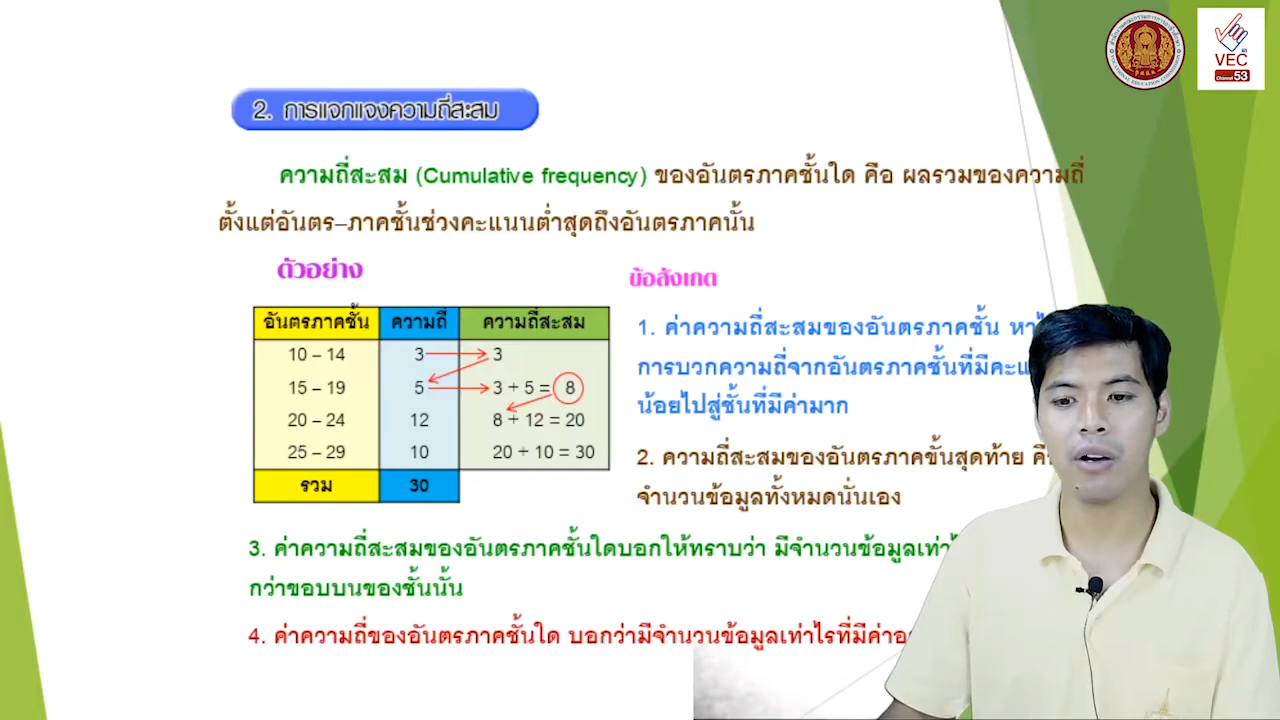 VEC
Channel 53
2. การแจกแจงความถี่สะสม
ความถี่สะสม (Cumulative frequency) ของอันตรภาคชั้นใด คือ ผลรวมของความถี่
ตั้งแต่อันตร–ภาคชั้นช่วงคะแนนต่ำสุดถึงอันตรภาคนั้น
ตัวอย่าง
อันตรภาคชั้น ความถี่ ความถี่สะสม
10 – 14 3 3
15 – 19 5 3 + 5 = 8
20 – 24 12 8 + 12 = 20
25 – 29 10 20 + 10 = 30
รวม 30
ข้อสังเกต
1. ค่าความถี่สะสมของอันตรภาคชั้น
การบวกความถี่จากอันตรภาคชั้นที่มี
น้อยไปสู่ชั้นที่มีค่ามาก
2. ความถี่สะสมของอันตรภาคขั้นสุดท้าย
จำนวนข้อมูลทั้งหมดนั่นเอง
3. ค่าความถี่สะสมของอันตรภาคชั้นใดบอกให้ทราบว่า มีจำนวนข้อมูล
กว่าขอบบนของชั้นนั้น
4. ค่าความถี่ของอันตรภาคชั้นใด บอกว่ามีจำนวนข้อมูลเท่าไรที่มีค่า